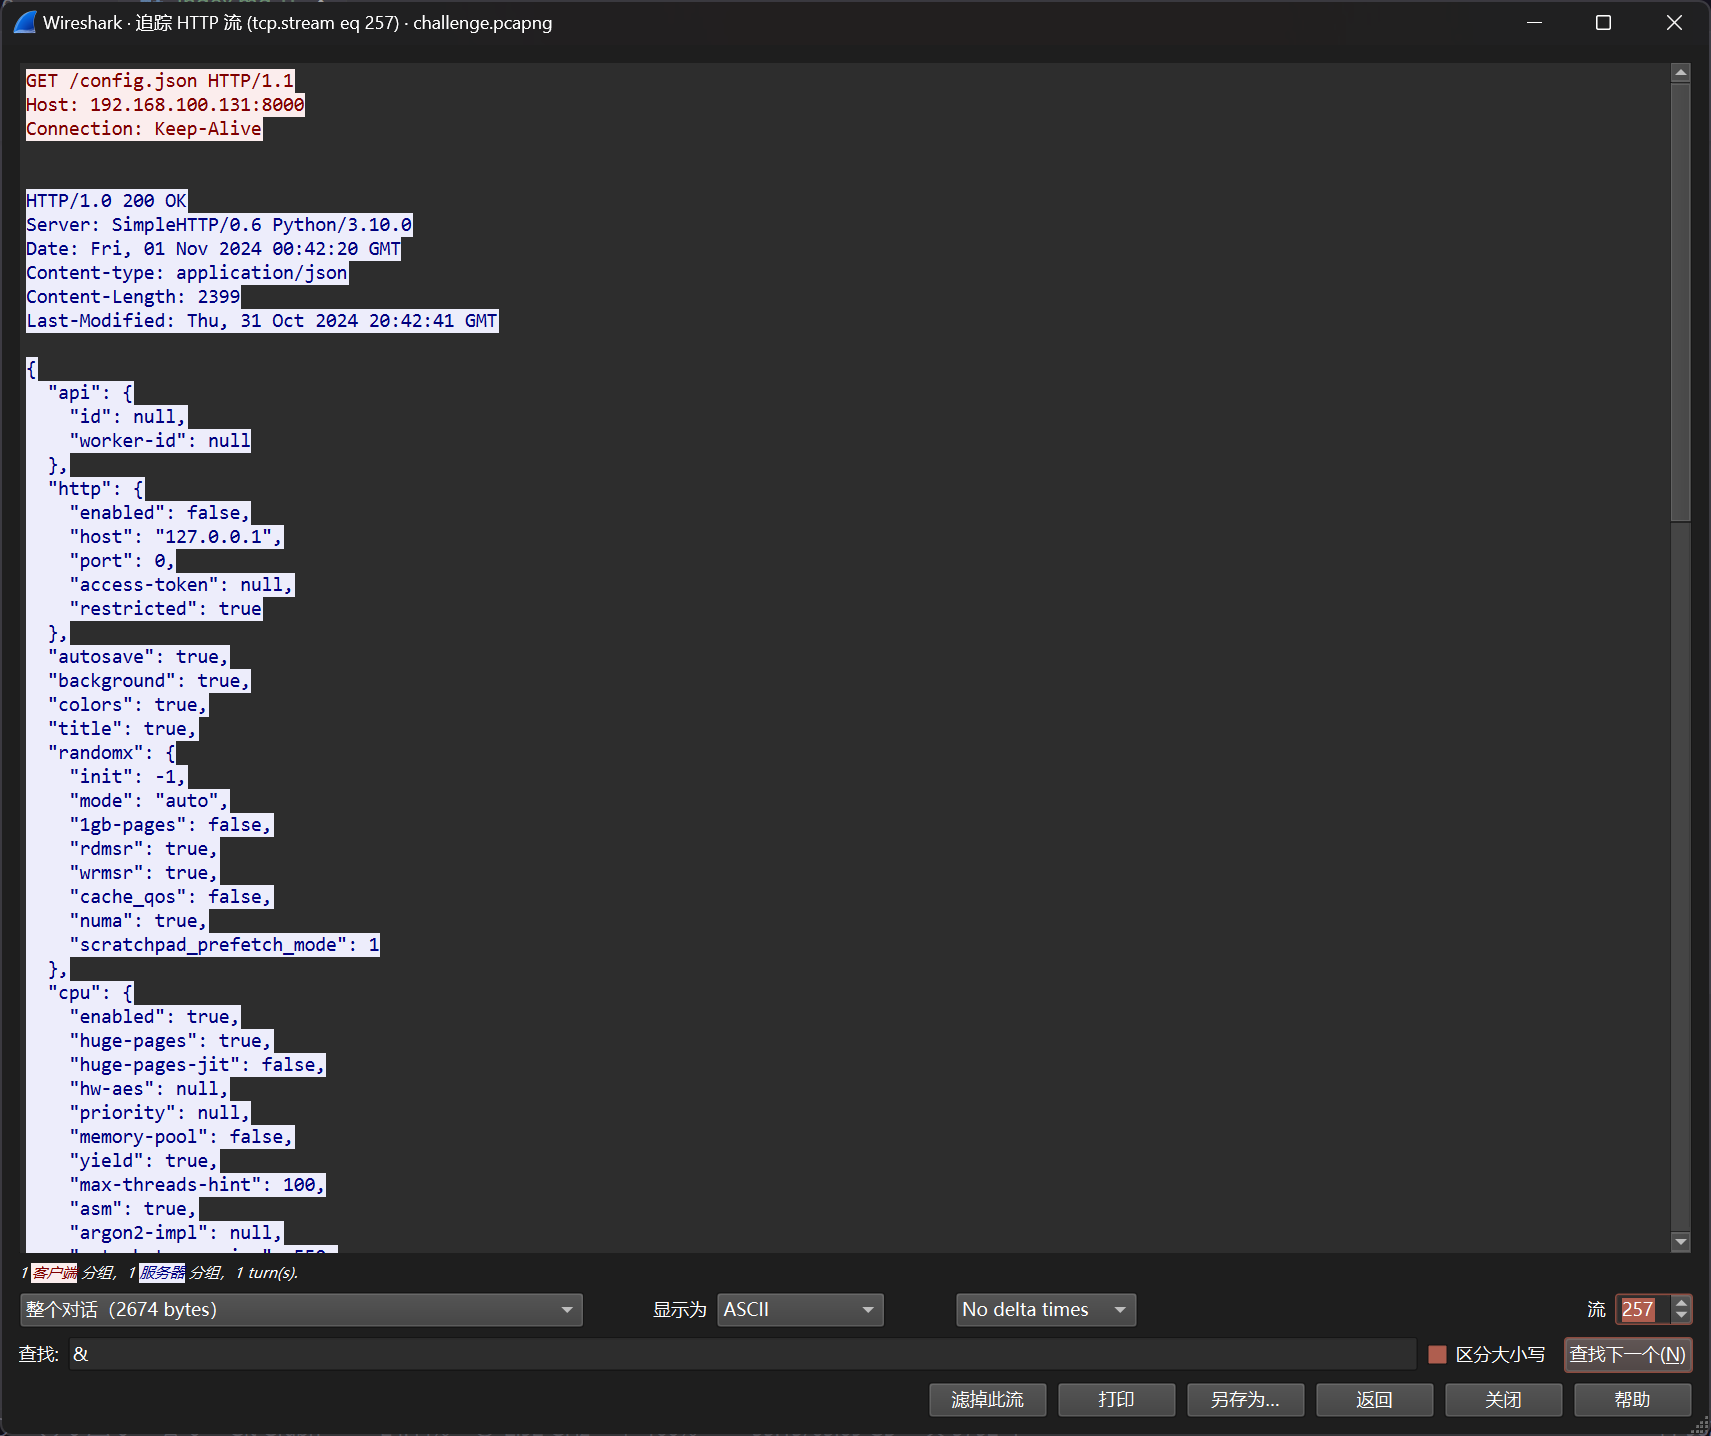 Wireshark · 追踪 HTTP 流 (tcp.stream eq 257) · challenge.pcapng
GET /config.json HTTP/1.1
Host: 192.168.100.131:8000
Connection: Keep-Alive
HTTP/1.0 200 OK
Server: SimpleHTTP/0.6 Python/3.10.0
Date: Fri, 01 Nov 2024 00:42:20 GMT
Content-type: application/json
Content-Length: 2399
Last-Modified: Thu, 31 Oct 2024 20:42:41 GMT
{
  "api": {
    "id": null,
    "worker-id": null
  },
  "http": {
    "enabled": false,
    "host": "127.0.0.1",
    "port": 0,
    "access-token": null,
    "restricted": true
  },
  "autosave": true,
  "background": true,
  "colors": true,
  "title": true,
  "randomx": {
    "init": -1,
    "mode": "auto",
    "1gb-pages": false,
    "rdmsr": true,
    "wrmsr": true,
    "cache_qos": false,
    "numa": true,
    "scratchpad_prefetch_mode": 1
  },
  "cpu": {
    "enabled": true,
    "huge-pages": true,
    "huge-pages-jit": false,
    "hw-aes": null,
    "priority": null,
    "memory-pool": false,
    "yield": true,
    "max-threads-hint": 100,
    "asm": true,
    "argon2-impl": null,
1 客户端 分组, 1 服务器 分组, 1 turn(s).
整个对话 (2674 bytes) 显示为 ASCII No delta times 流 257
查找: & 区分大小写 查找下一个(N)
滤掉此流 打印 另存为... 返回 关闭 帮助